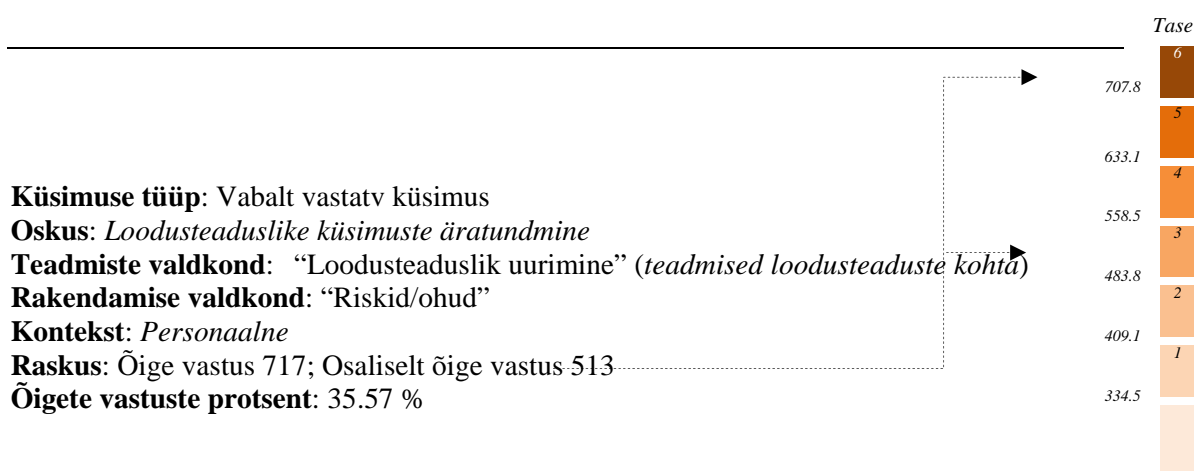 Tase
6
707.8
5
633.1
4
Küsimuse tüüp: Vabalt vastatv küsimus
558.5
Oskus: Loodusteaduslike küsimuste äratundmine
3
Teadmiste valdkond: “Loodusteaduslik uurimine” (teadmised loodusteaduste kohta)
483.8
Rakendamise valdkond: “Riskid/ohud”
2
Kontekst: Personaalne
409.1
Raskus: Õige vastus 717; Osaliselt õige vastus 513
1
Õigete vastuste protsent: 35.57 %
334.5